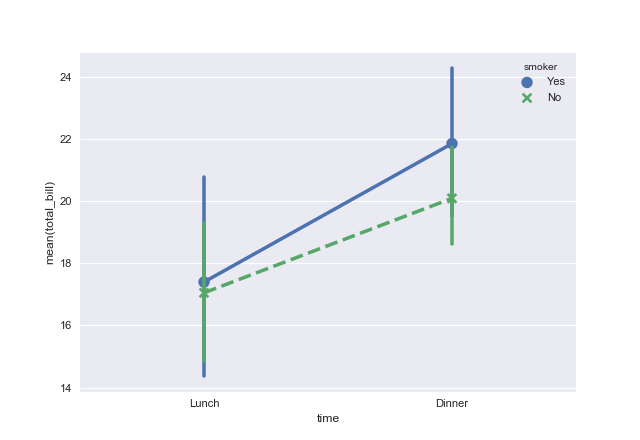 smoker
Yes
No
24
22
20
18
16
14
mean(total_bill)
Lunch
Dinner
time